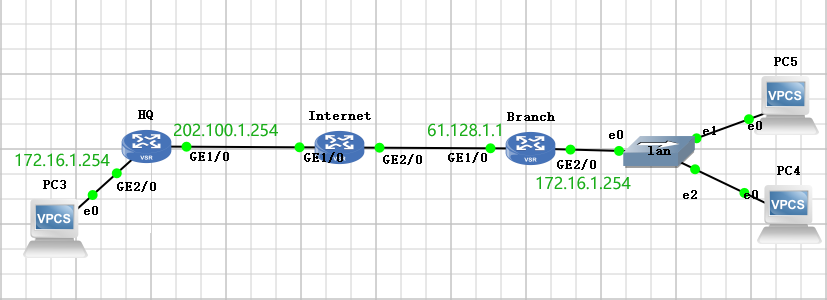 PC5
VPCS
HQ
Internet
Branch
202.100.1.254
61.128.1.1
e0
e1
e0
VSR
GE1/0
GE1/0
GE2/0
GE1/0
VSR
GE2/0
lan
172.16.1.254
PC3
GE2/0
172.16.1.254
PC4
VPCS
e0
e2
e0
VPCS